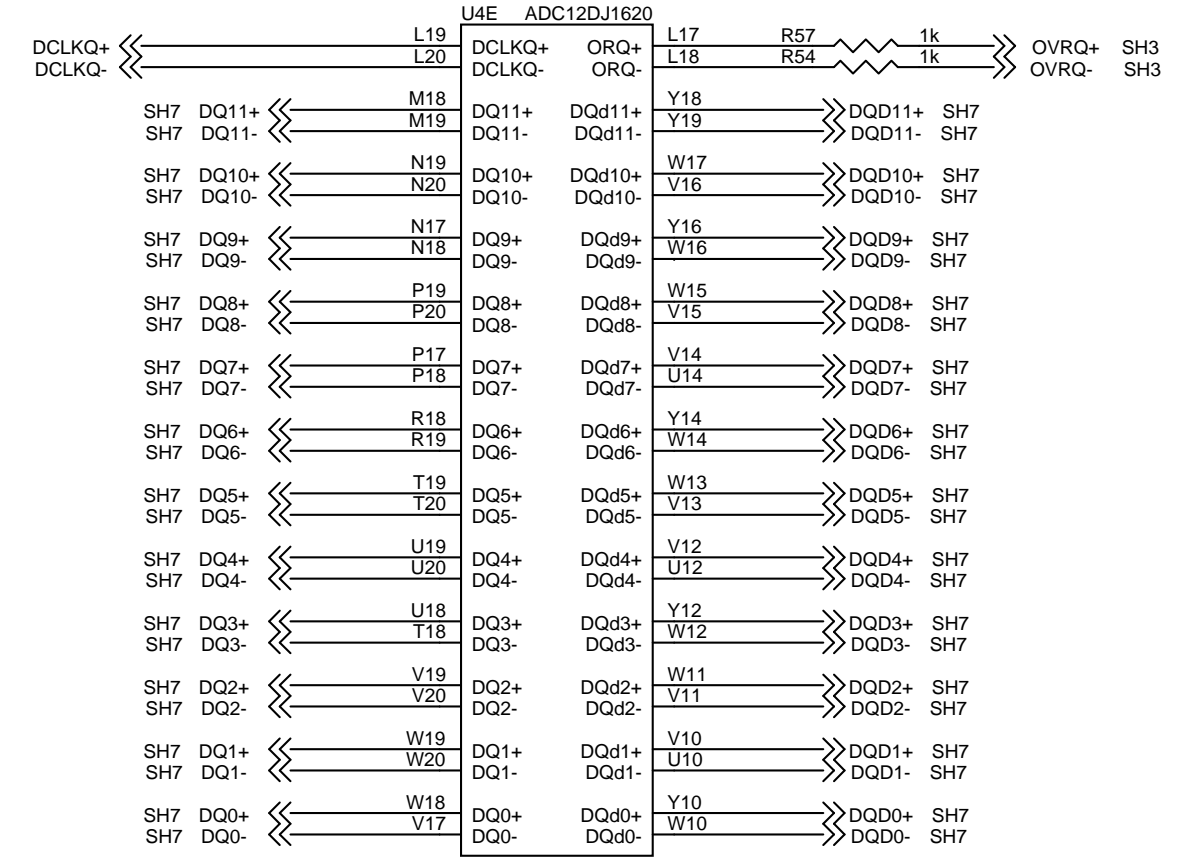 U4E ADC12DJ1620
DCLKQ+ L19 DCLKQ+ ORQ+ L17 R57 1k OVRQ+ SH3
DCLKQ- L20 DCLKQ- ORQ- L18 R54 1k OVRQ- SH3
SH7 DQ11+ M18 DQ11+ DQd11+ Y18 DQD11+ SH7
SH7 DQ11- M19 DQ11- DQd11- Y19 DQD11- SH7
SH7 DQ10+ N19 DQ10+ DQd10+ W17 DQD10+ SH7
SH7 DQ10- N20 DQ10- DQd10- V16 DQD10- SH7
SH7 DQ9+ N17 DQ9+ DQd9+ Y16 DQD9+ SH7
SH7 DQ9- N18 DQ9- DQd9- W16 DQD9- SH7
SH7 DQ8+ P19 DQ8+ DQd8+ W15 DQD8+ SH7
SH7 DQ8- P20 DQ8- DQd8- V15 DQD8- SH7
SH7 DQ7+ P17 DQ7+ DQd7+ V14 DQD7+ SH7
SH7 DQ7- P18 DQ7- DQd7- U14 DQD7- SH7
SH7 DQ6+ R18 DQ6+ DQd6+ Y14 DQD6+ SH7
SH7 DQ6- R19 DQ6- DQd6- W14 DQD6- SH7
SH7 DQ5+ T19 DQ5+ DQd5+ W13 DQD5+ SH7
SH7 DQ5- T20 DQ5- DQd5- V13 DQD5- SH7
SH7 DQ4+ U19 DQ4+ DQd4+ V12 DQD4+ SH7
SH7 DQ4- U20 DQ4- DQd4- U12 DQD4- SH7
SH7 DQ3+ U18 DQ3+ DQd3+ Y12 DQD3+ SH7
SH7 DQ3- T18 DQ3- DQd3- W12 DQD3- SH7
SH7 DQ2+ V19 DQ2+ DQd2+ W11 DQD2+ SH7
SH7 DQ2- V20 DQ2- DQd2- V11 DQD2- SH7
SH7 DQ1+ W19 DQ1+ DQd1+ V10 DQD1+ SH7
SH7 DQ1- W20 DQ1- DQd1- U10 DQD1- SH7
SH7 DQ0+ W18 DQ0+ DQd0+ Y10 DQD0+ SH7
SH7 DQ0- V17 DQ0- DQd0- W10 DQD0- SH7